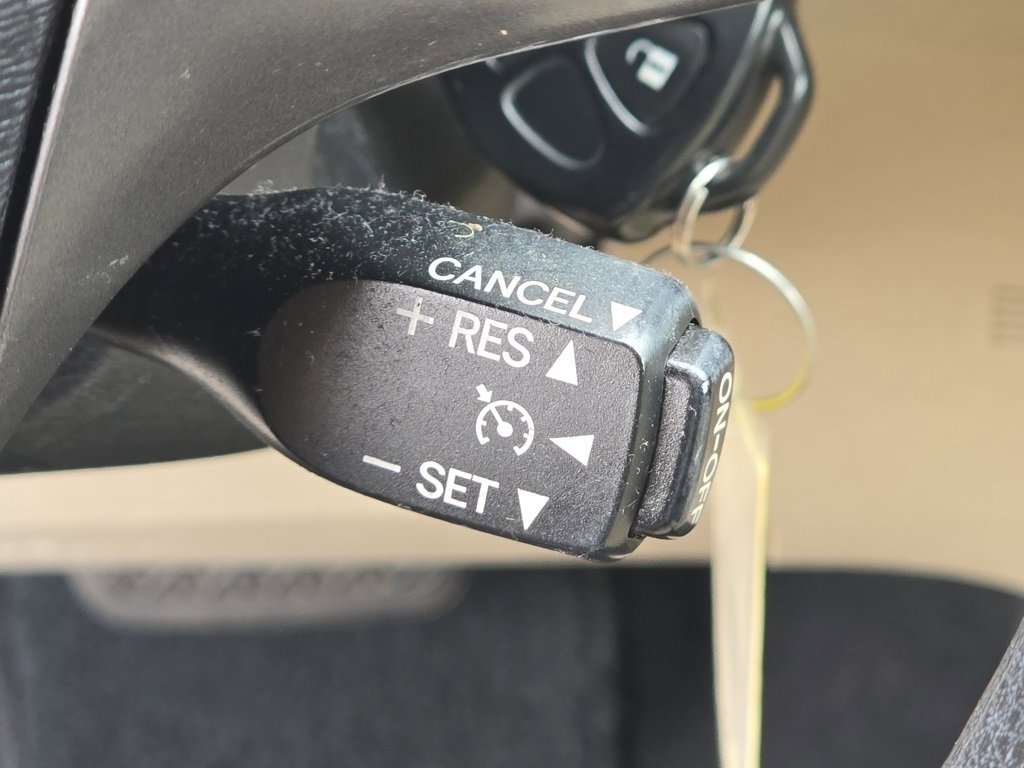 CANCEL
+ RES
− SET
ON-OFF